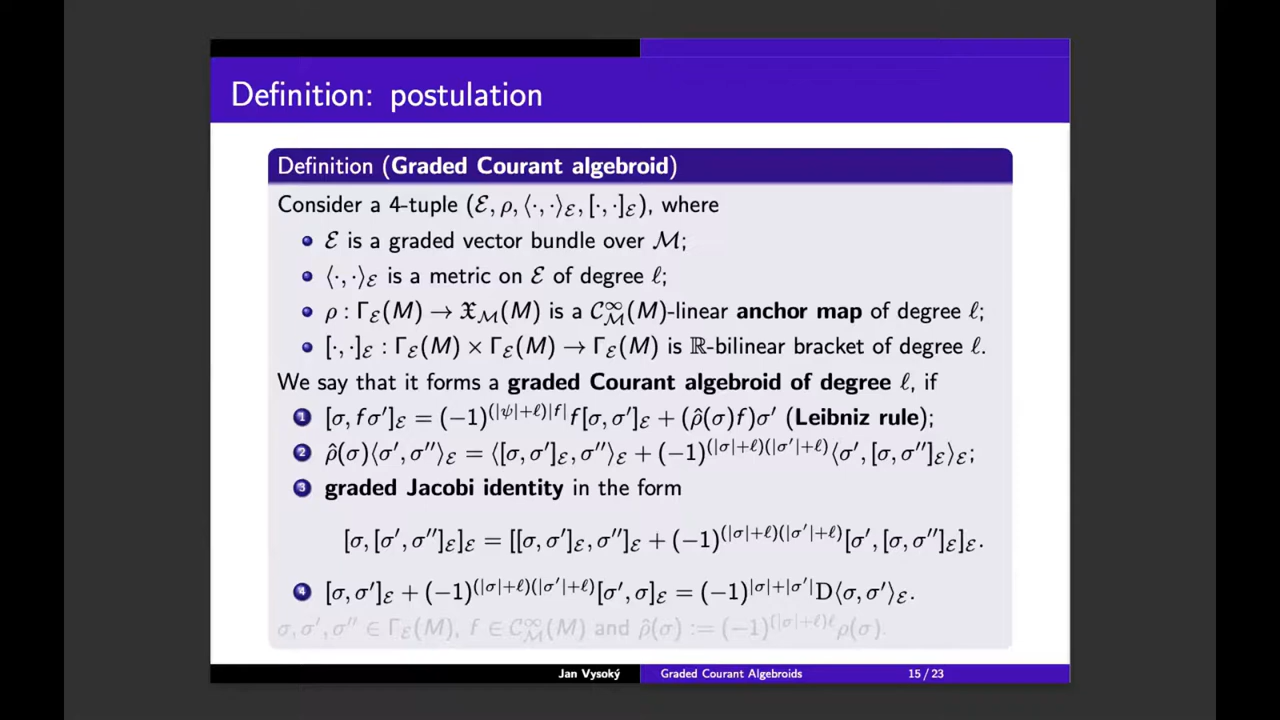 Definition: postulation
Definition (Graded Courant algebroid)
Consider a 4-tuple (ℰ, ρ, ⟨·, ·⟩_ℰ, [·, ·]_ℰ), where
• ℰ is a graded vector bundle over ℳ;
• ⟨·, ·⟩_ℰ is a metric on ℰ of degree ℓ;
• ρ : Γ_ℰ(M) → 𝔛_ℳ(M) is a 𝒞^∞_ℳ(M)-linear anchor map of degree ℓ;
• [·, ·]_ℰ : Γ_ℰ(M) × Γ_ℰ(M) → Γ_ℰ(M) is ℝ-bilinear bracket of degree ℓ.
We say that it forms a graded Courant algebroid of degree ℓ, if
1 [σ, fσ′]_ℰ = (−1)^{(|ψ|+ℓ)|f|} f[σ, σ′]_ℰ + (ρ̂(σ)f)σ′ (Leibniz rule);
2 ρ̂(σ)⟨σ′, σ″⟩_ℰ = ⟨[σ, σ′]_ℰ, σ″⟩_ℰ + (−1)^{(|σ|+ℓ)(|σ′|+ℓ)}⟨σ′, [σ, σ″]_ℰ⟩_ℰ;
3 graded Jacobi identity in the form
[σ, [σ′, σ″]_ℰ]_ℰ = [[σ, σ′]_ℰ, σ″]_ℰ + (−1)^{(|σ|+ℓ)(|σ′|+ℓ)}[σ′, [σ, σ″]_ℰ]_ℰ.
4 [σ, σ′]_ℰ + (−1)^{(|σ|+ℓ)(|σ′|+ℓ)}[σ′, σ]_ℰ = (−1)^{|σ|+|σ′|}D⟨σ, σ′⟩_ℰ.
σ, σ′, σ″ ∈ Γ_ℰ(M), f ∈ 𝒞^∞_ℳ(M) and ρ̂(σ) := (−1)^{(|σ|+ℓ)ℓ}ρ(σ).
Jan Vysoký Graded Courant Algebroids 15 / 23